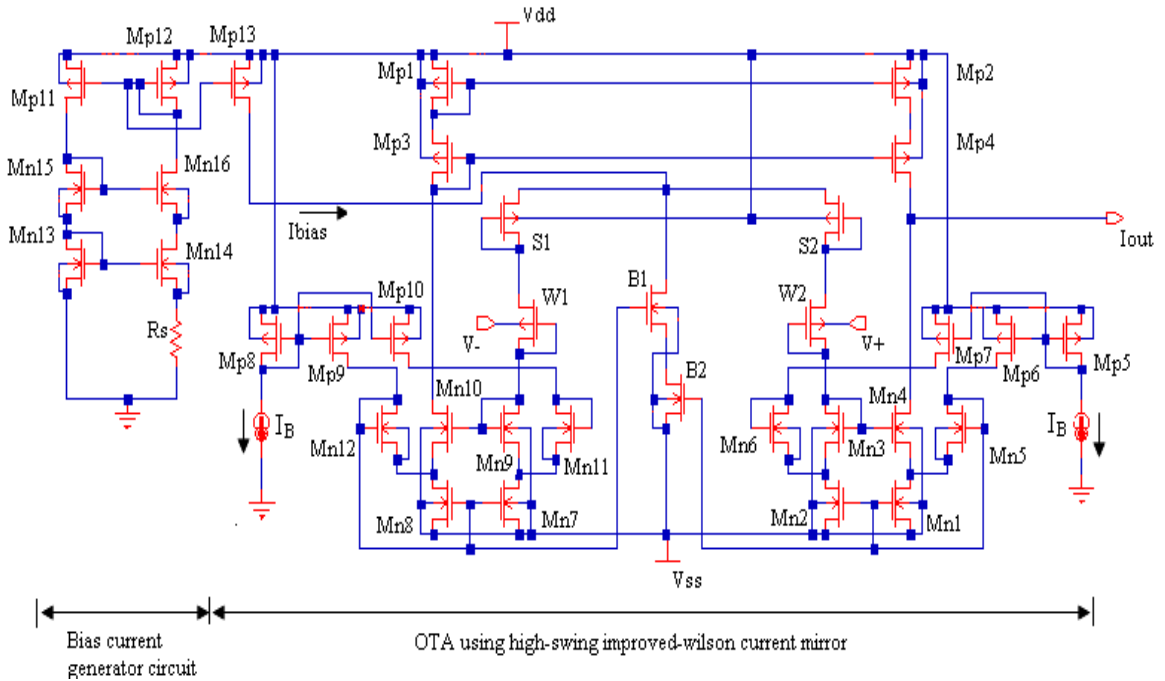 Vdd
Mp12 Mp13
Mp11 Mp1 Mp2
Mn15 Mn16 Mp3 Mp4
Mn13 Mn14 Ibias S1 S2 Iout
Mp10 W1 B1 W2
Rs V- V+
Mp8 Mp9 Mp7 Mp6 Mp5
Mn10 B2 Mn4
I_B Mn12 Mn9 Mn11 Mn6 Mn3 Mn5 I_B
Mn8 Mn7 Mn2 Mn1
Vss
Bias current OTA using high-swing improved-wilson current mirror
generator circuit